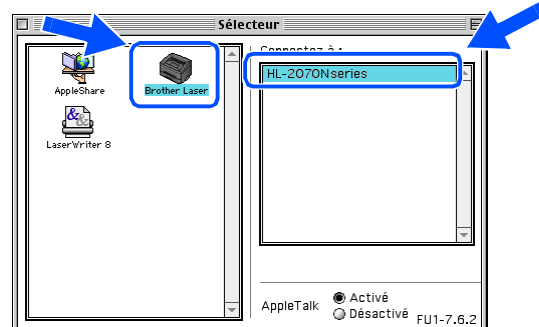 Sélecteur
AppleShare
Brother Laser
LaserWriter 8
Connectez à :
HL-2070Nseries
AppleTalk
Activé
Désactivé
FU1-7.6.2